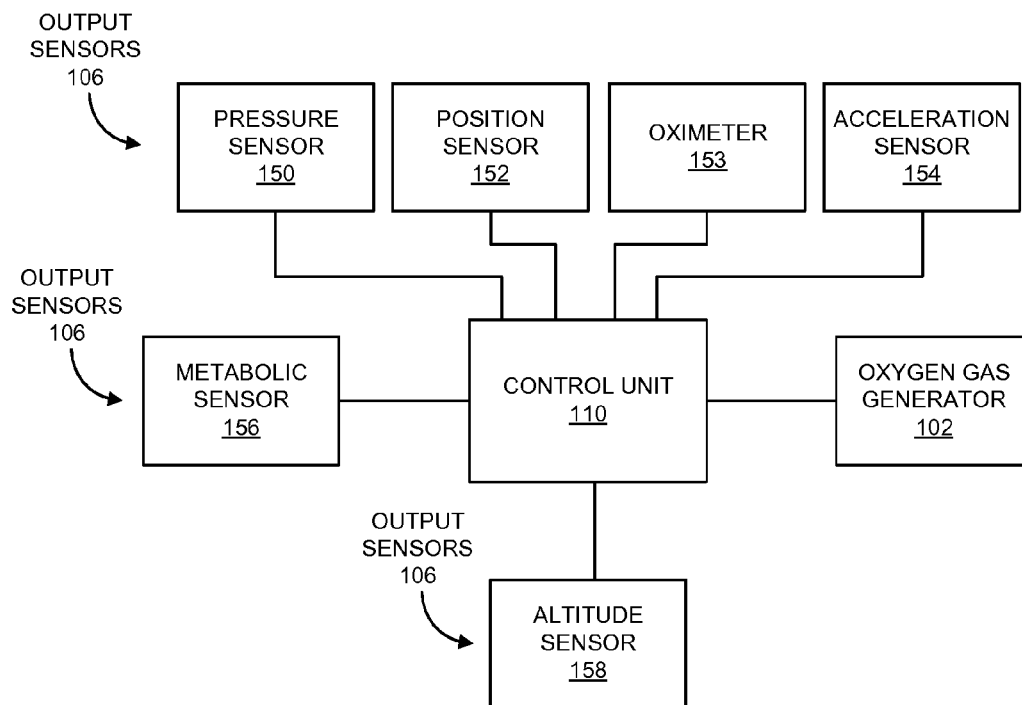 OUTPUT
SENSORS
106
PRESSURE
SENSOR
150
POSITION
SENSOR
152
OXIMETER
153
ACCELERATION
SENSOR
154
OUTPUT
SENSORS
106
METABOLIC
SENSOR
156
CONTROL UNIT
110
OXYGEN GAS
GENERATOR
102
OUTPUT
SENSORS
106
ALTITUDE
SENSOR
158